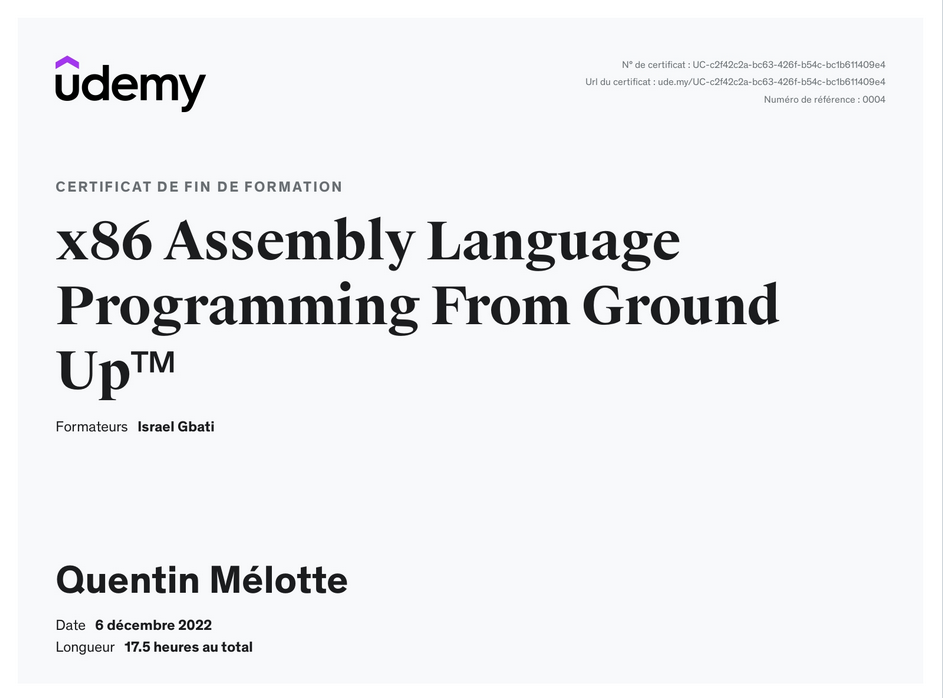 udemy
N° de certificat : UC-c2f42c2a-bc63-426f-b54c-bc1b611409e4
Url du certificat : ude.my/UC-c2f42c2a-bc63-426f-b54c-bc1b611409e4
Numéro de référence : 0004
CERTIFICAT DE FIN DE FORMATION
x86 Assembly Language
Programming From Ground
Up™
Formateurs Israel Gbati
Quentin Mélotte
Date 6 décembre 2022
Longueur 17.5 heures au total